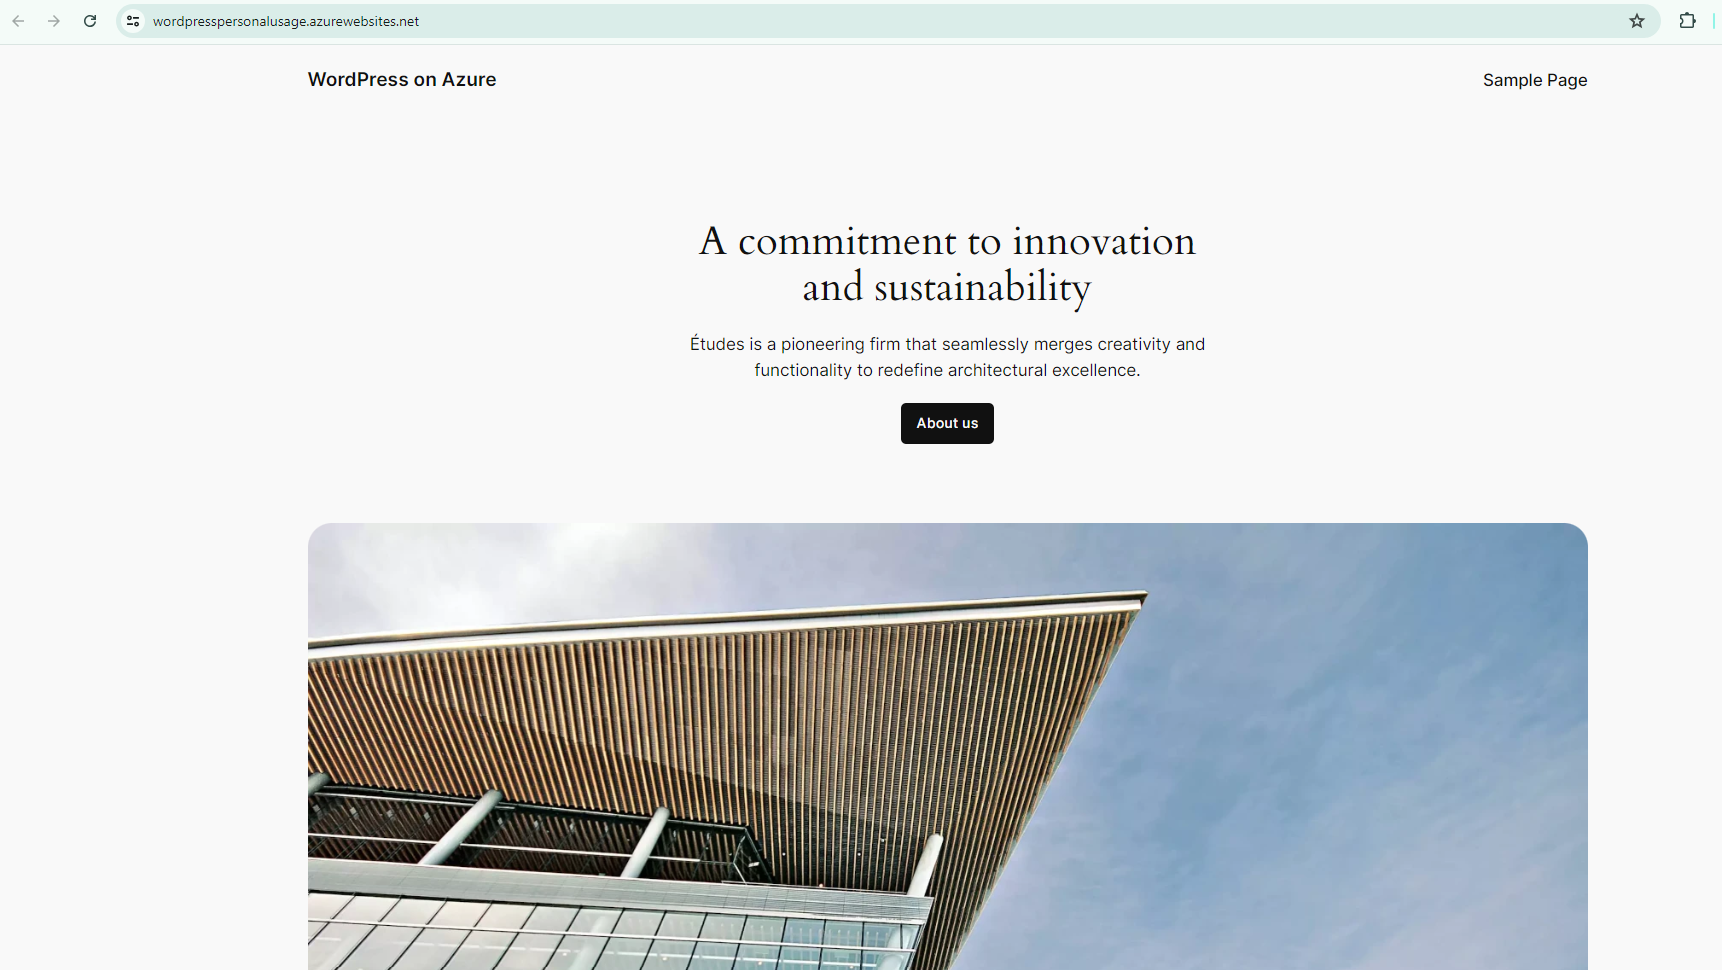 wordpresspersonalusage.azurewebsites.net
WordPress on Azure
Sample Page
A commitment to innovation
and sustainability
Études is a pioneering firm that seamlessly merges creativity and
functionality to redefine architectural excellence.
About us